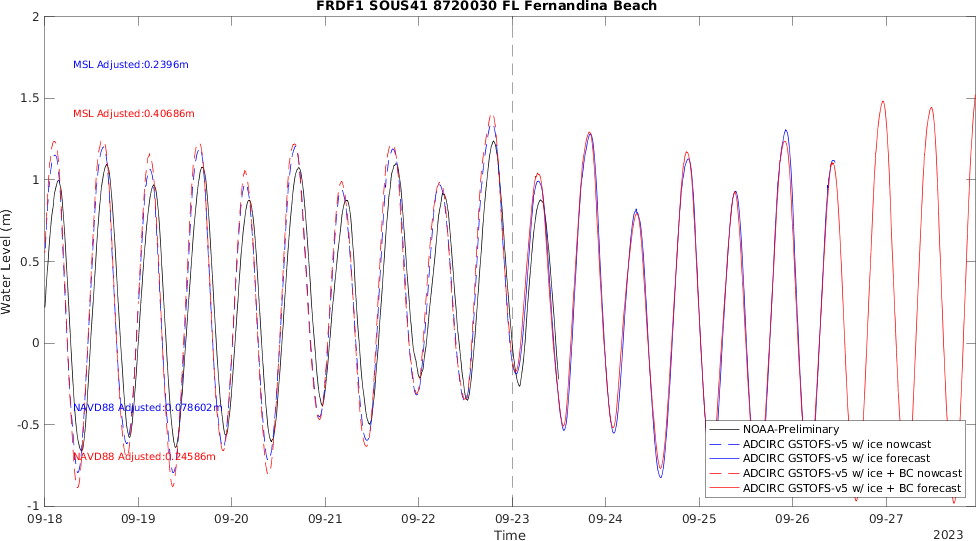 FRDF1 SOUS41 8720030 FL Fernandina Beach
Water Level (m)
2
1.5
1
0.5
0
-0.5
-1
MSL Adjusted:0.2396m
MSL Adjusted:0.40686m
NAVD88 Adjusted:0.078602m
NAVD88 Adjusted:0.24586m
NOAA-Preliminary
ADCIRC GSTOFS-v5 w/ ice nowcast
ADCIRC GSTOFS-v5 w/ ice forecast
ADCIRC GSTOFS-v5 w/ ice + BC nowcast
ADCIRC GSTOFS-v5 w/ ice + BC forecast
09-18 09-19 09-20 09-21 09-22 09-23 09-24 09-25 09-26 09-27
Time
2023